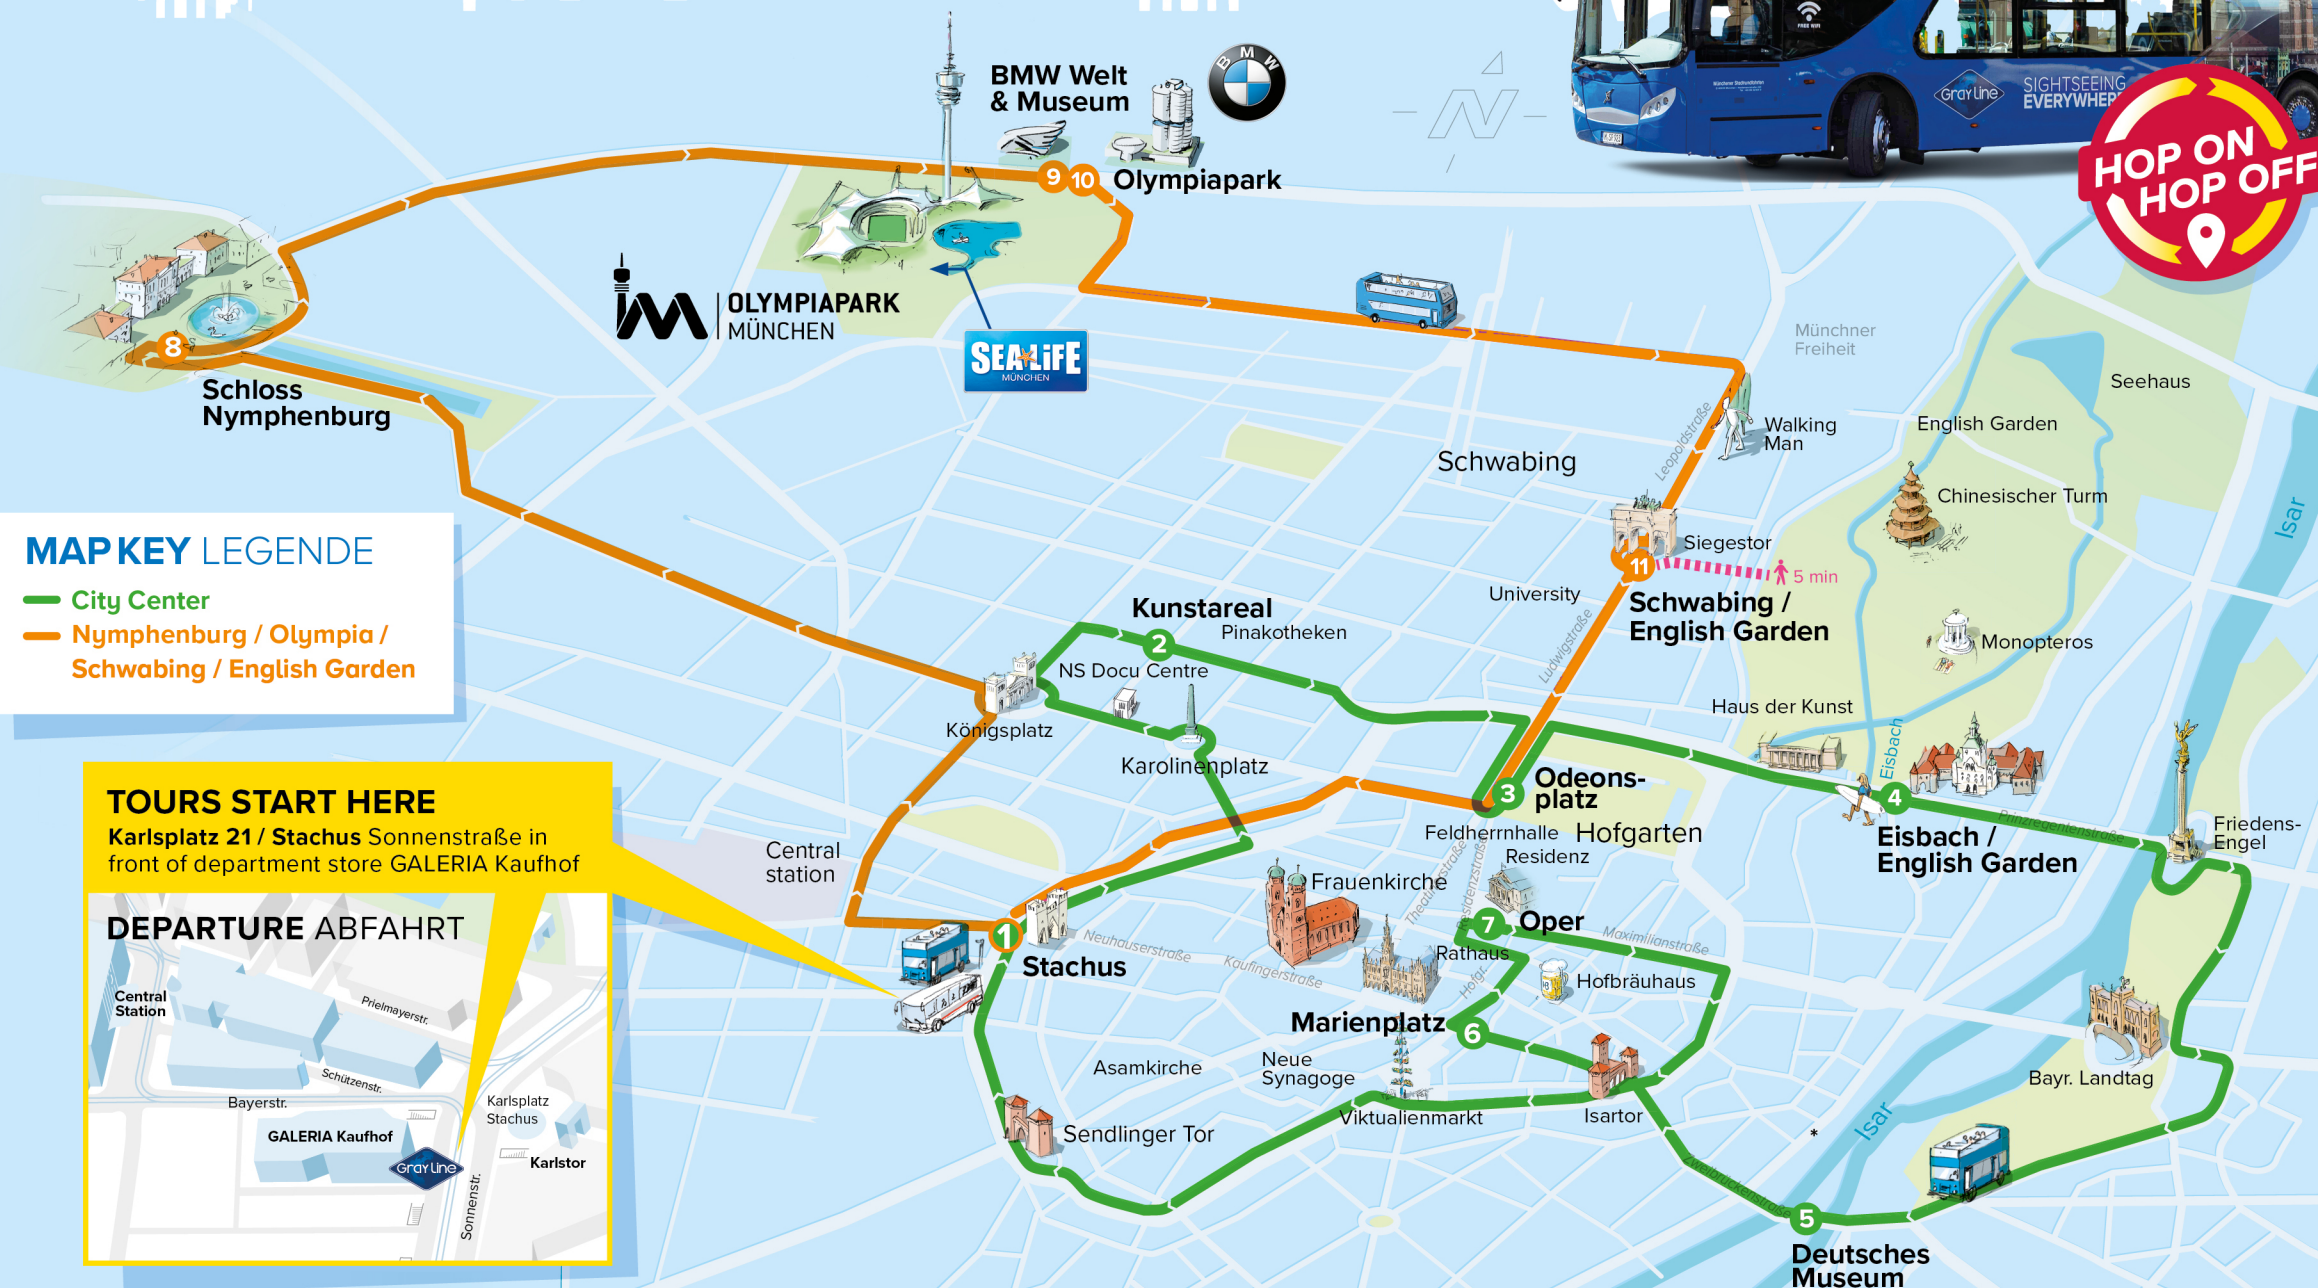 FREE WIFI
Gray Line
SIGHTSEEING
EVERYWHERE
HOP ON
HOP OFF
BMW Welt
& Museum
BMW
9
10
Olympiapark
N
OLYMPIAPARK
MÜNCHEN
SEA LiFE
MÜNCHEN
8
Schloss
Nymphenburg
Münchner
Freiheit
Seehaus
Leopoldstraße
Walking
Man
English Garden
Schwabing
Chinesischer Turm
Isar
Siegestor
11
5 min
University
Schwabing /
English Garden
Ludwigstraße
Monopteros
MAP KEY LEGENDE
City Center
Nymphenburg / Olympia /
Schwabing / English Garden
Kunstareal
2
Pinakotheken
NS Docu Centre
Königsplatz
Karolinenplatz
Haus der Kunst
Eisbach
Odeons-
platz
3
4
Eisbach /
English Garden
Prinzregentenstraße
Friedens-
Engel
Feldherrnhalle
Hofgarten
Residenz
Theatinerstraße
Residenzstraße
Frauenkirche
7
Oper
Maximilianstraße
Rathaus
Hofgr.
Hofbräuhaus
Central
station
1
Stachus
Neuhauserstraße
Kaufingerstraße
Marienplatz
6
Asamkirche
Neue
Synagoge
Viktualienmarkt
Isartor
Sendlinger Tor
Bayr. Landtag
Isar
*
Zweibrückenstraße
5
Deutsches
Museum
TOURS START HERE
Karlsplatz 21 / Stachus Sonnenstraße in
front of department store GALERIA Kaufhof
DEPARTURE ABFAHRT
Central
Station
Prielmayerstr.
Schützenstr.
Bayerstr.
Karlsplatz
Stachus
GALERIA Kaufhof
Gray Line
Karlstor
Sonnenstr.